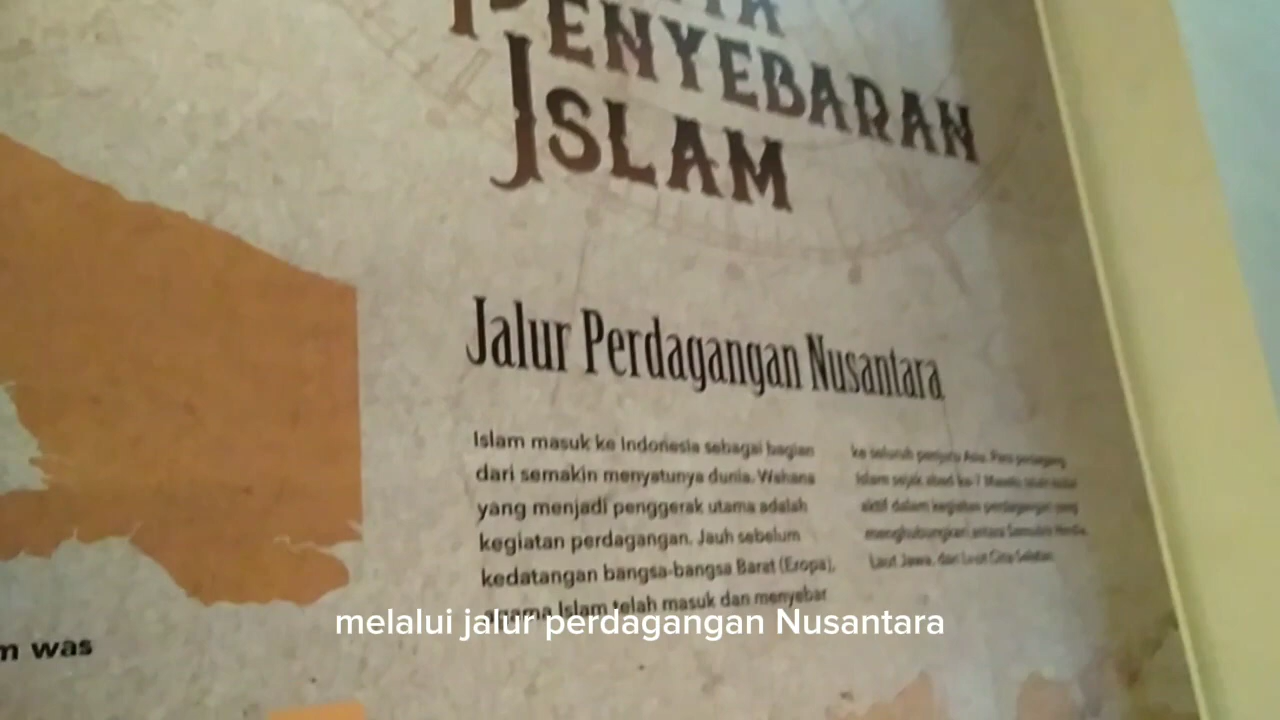 PENYEBARAN
ISLAM
Jalur Perdagangan Nusantara
Islam masuk ke Indonesia sebagai bagian
dari semakin menyatunya dunia. Wahana
yang menjadi penggerak utama adalah
kegiatan perdagangan. Jauh sebelum
kedatangan bangsa-bangsa Barat (Eropa),
agama Islam telah masuk dan menyebar
ke seluruh penjuru Asia. Para pedagang
Islam sejak abad ke-7 Masehi
aktif dalam kegiatan perdagangan yang
menghubungkan antara Samudra Hindia,
Laut Jawa, dan Laut Cina Selatan.
was
melalui jalur perdagangan Nusantara